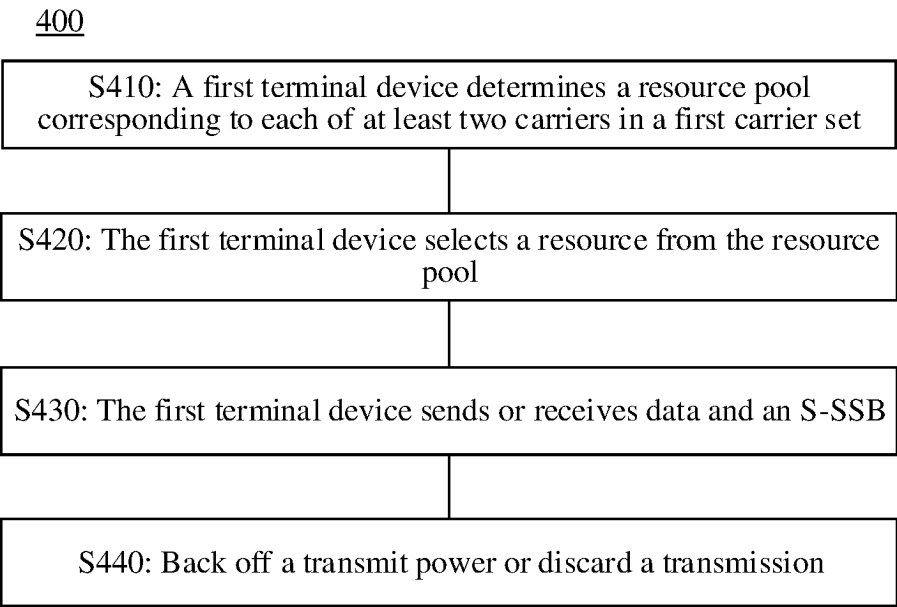 400
S410: A first terminal device determines a resource pool
corresponding to each of at least two carriers in a first carrier set
S420: The first terminal device selects a resource from the resource
pool
S430: The first terminal device sends or receives data and an S-SSB
S440: Back off a transmit power or discard a transmission